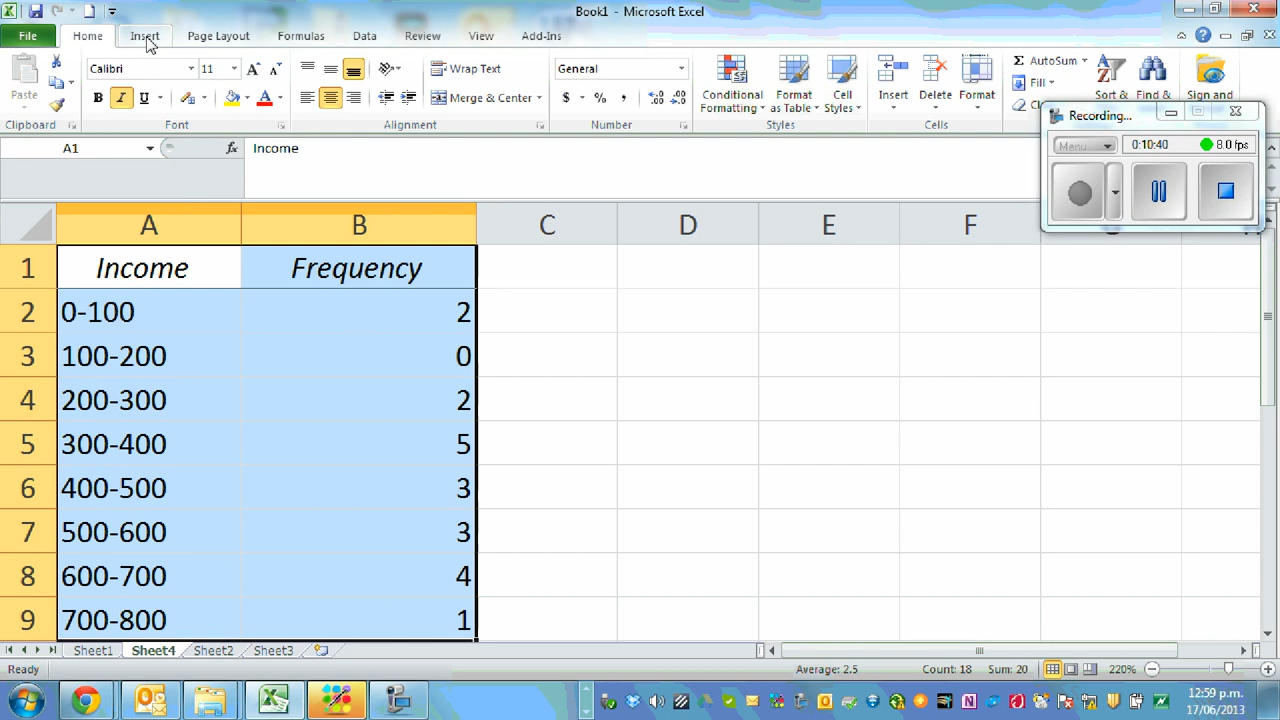 Book1 - Microsoft Excel
File Home Insert Page Layout Formulas Data Review View Add-Ins
Calibri 11 Wrap Text General AutoSum
Paste Conditional Format Cell Insert Delete Format Fill Sort & Find & Sign and
B I U A Merge & Center $ % , Formatting as Table Styles
Clipboard Font Alignment Number Styles Cells
Recording...
Menu 0:10:40 8.0 fps
A1 fx Income
A B C D E F
1 Income Frequency
2 0-100 2
3 100-200 0
4 200-300 2
5 300-400 5
6 400-500 3
7 500-600 3
8 600-700 4
9 700-800 1
Sheet1 Sheet4 Sheet2 Sheet3
Ready Average: 2.5 Count: 18 Sum: 20 220%
12:59 p.m.
17/06/2013